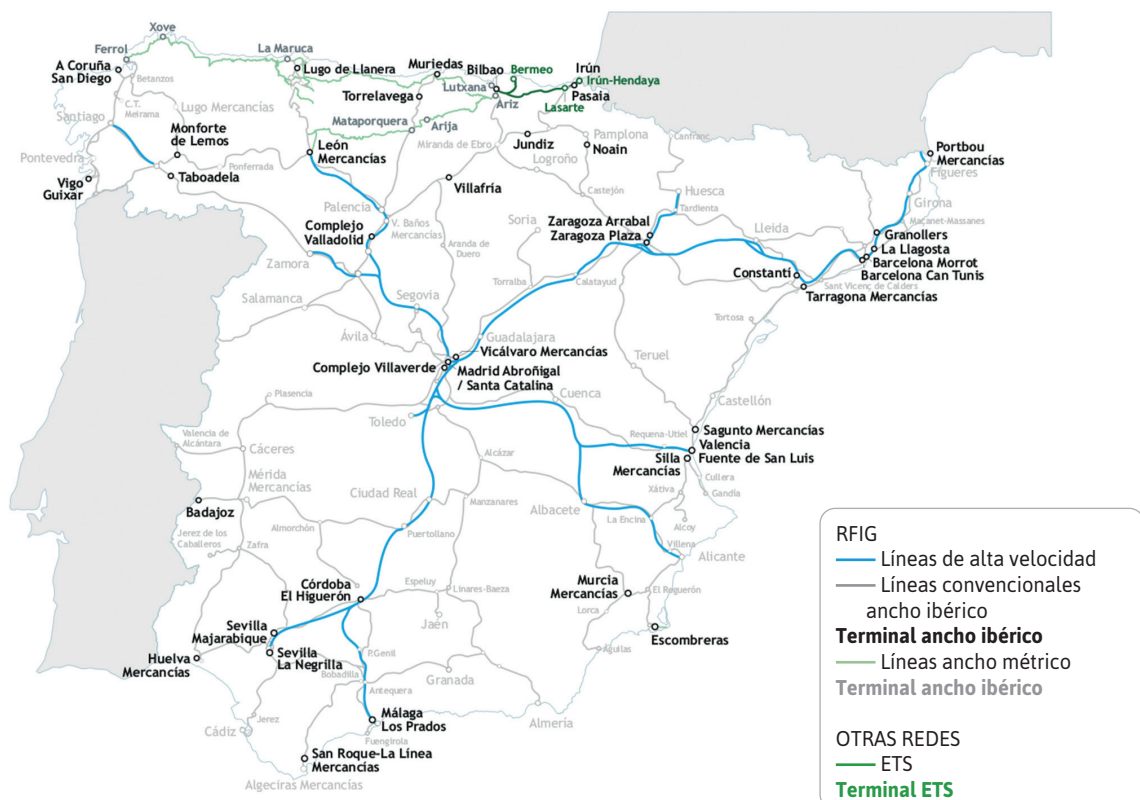 Xove
Ferrol
La Maruca
A Coruña
San Diego
Betanzos
Lugo de Llanera
Muriedas
Bilbao
Bermeo
Irún
Irún-Hendaya
Pasaia
Lutxana
Ariz
Lasarte
Torrelavega
C.T.
Meirama
Lugo Mercancías
Santiago
Mataporquera
Arija
Miranda de Ebro
Jundiz
Pamplona
Noain
Canfranc
Monforte
de Lemos
León
Mercancías
Logroño
Portbou
Mercancías
Figueres
Pontevedra
Ponferrada
Taboadela
Vigo
Guixar
Villafría
Castejón
Huesca
Tardienta
Girona
Maçanet-Massanes
Palencia
V. Baños
Mercancías
Complejo
Valladolid
Soria
Zaragoza Arrabal
Zaragoza Plaza
Lleida
Granollers
La Llagosta
Barcelona Morrot
Barcelona Can Tunis
Aranda de
Duero
Zamora
Torralba
Calatayud
Constantí
Sant Vicenç de Calders
Tarragona Mercancías
Salamanca
Segovia
Tortosa
Ávila
Guadalajara
Vicálvaro Mercancías
Complejo Villaverde
Madrid Abroñigal
/ Santa Catalina
Teruel
Plasencia
Cuenca
Castellón
Toledo
Valencia de
Alcántara
Cáceres
Requena-Utiel
Sagunto Mercancías
Valencia
Fuente de San Luis
Silla
Mercancías
Alcázar
Cullera
Gandia
Mérida
Mercancías
Badajoz
Ciudad Real
Manzanares
Xátiva
Albacete
La Encina
Alcoy
Jerez de los
Caballeros
Zafra
Almorchón
Puertollano
Villena
Alicante
Córdoba
El Higuerón
Espeluy
Linares-Baeza
Murcia
Mercancías
El Reguerón
Lorca
Jaén
Escombreras
Sevilla
Majarabique
Huelva
Mercancías
Sevilla
La Negrilla
P.Genil
Bobadilla
Antequera
Granada
Águilas
Almería
Jerez
Cádiz
Málaga
Los Prados
Fuengirola
San Roque-La Línea
Mercancías
Algeciras Mercancías
RFIG
Líneas de alta velocidad
Líneas convencionales
ancho ibérico
Terminal ancho ibérico
Líneas ancho métrico
Terminal ancho ibérico
OTRAS REDES
ETS
Terminal ETS